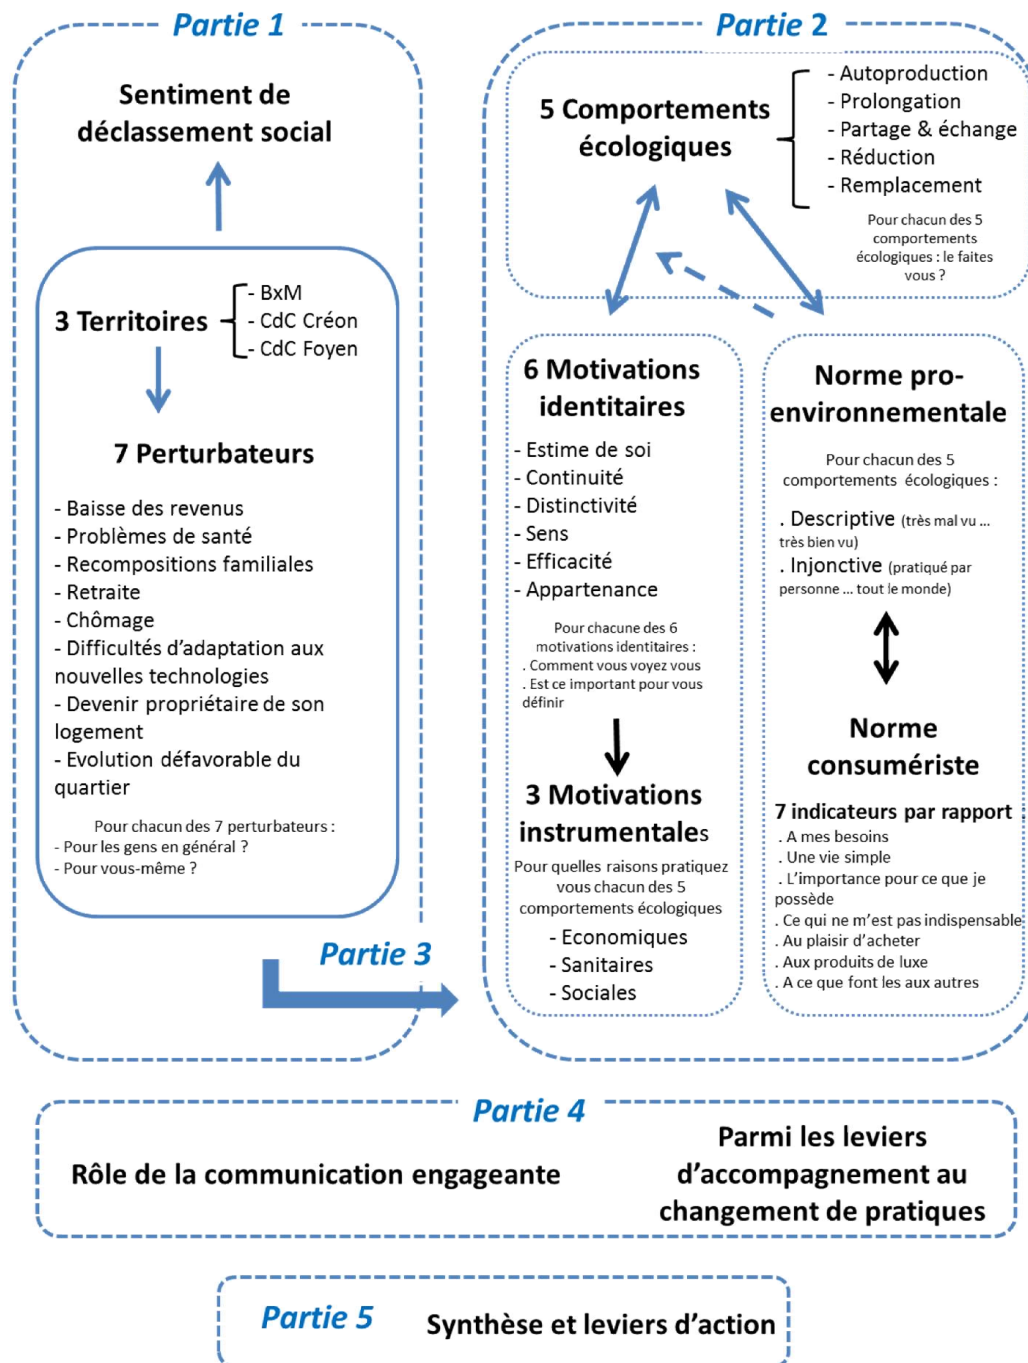 Partie 1
Sentiment de
déclassement social
3 Territoires
- BxM
- CdC Créon
- CdC Foyen
7 Perturbateurs
- Baisse des revenus
- Problèmes de santé
- Recompositions familiales
- Retraite
- Chômage
- Difficultés d'adaptation aux
nouvelles technologies
- Devenir propriétaire de son
logement
- Evolution défavorable du
quartier
Pour chacun des 7 perturbateurs :
- Pour les gens en général ?
- Pour vous-même ?
Partie 3
Partie 2
5 Comportements
écologiques
- Autoproduction
- Prolongation
- Partage & échange
- Réduction
- Remplacement
Pour chacun des 5
comportements
écologiques : le faites
vous ?
6 Motivations
identitaires
- Estime de soi
- Continuité
- Distinctivité
- Sens
- Efficacité
- Appartenance
Pour chacune des 6
motivations identitaires :
. Comment vous voyez vous
. Est ce important pour vous
définir
3 Motivations
instrumentales
Pour quelles raisons pratiquez
vous chacun des 5
comportements écologiques
- Economiques
- Sanitaires
- Sociales
Norme pro-
environnementale
Pour chacun des 5
comportements écologiques :
. Descriptive (très mal vu ...
très bien vu)
. Injonctive (pratiqué par
personne ... tout le monde)
Norme
consumériste
7 indicateurs par rapport
. A mes besoins
. Une vie simple
. L'importance pour ce que je
possède
. Ce qui ne m'est pas indispensable
. Au plaisir d'acheter
. Aux produits de luxe
. A ce que font les aux autres
Partie 4
Rôle de la communication engageante
Parmi les leviers
d'accompagnement au
changement de pratiques
Partie 5
Synthèse et leviers d'action